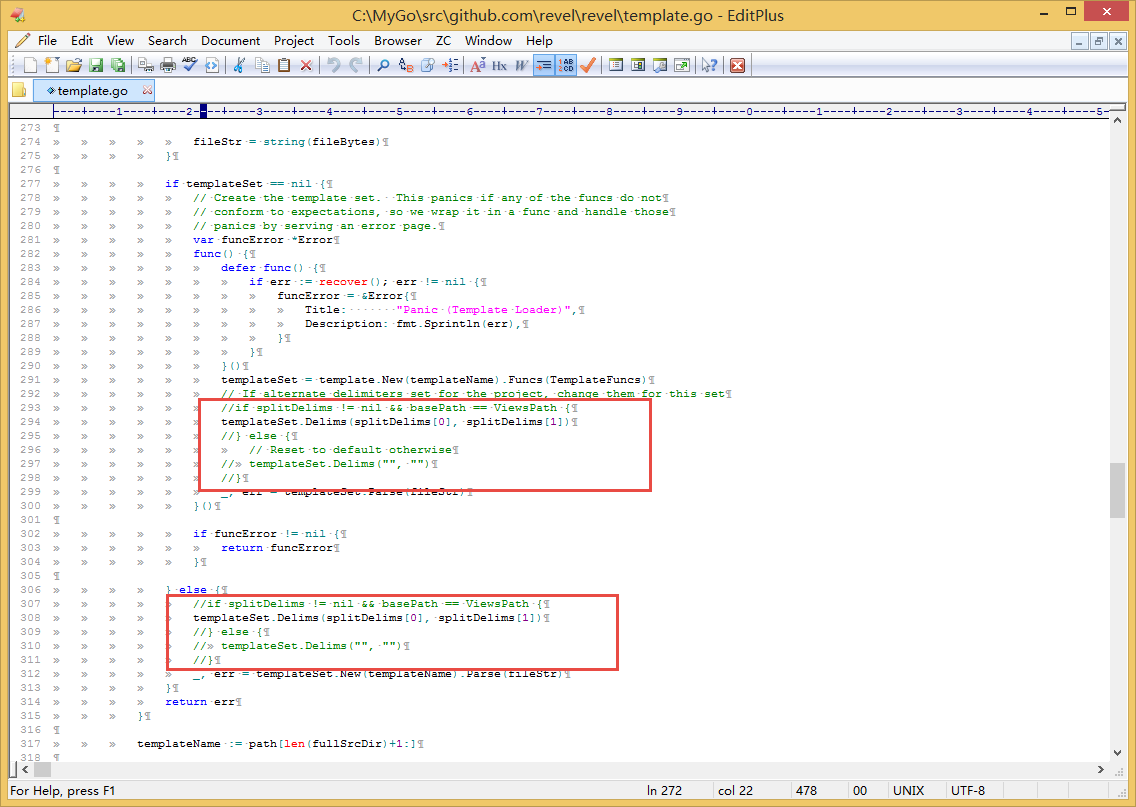 C:\MyGo\src\github.com\revel\revel\template.go - EditPlus
File Edit View Search Document Project Tools Browser ZC Window Help
template.go
----+----1----+----2----+----3----+----4----+----5----+----6----+----7----+----8----+----9----+----0----+----1----+----2----+----3----+----4----+----5--
273 ¶
274 » » » » » fileStr = string(fileBytes)¶
275 » » » » }¶
276 ¶
277 » » » » if templateSet == nil {¶
278 » » » » » // Create the template set.  This panics if any of the funcs do not¶
279 » » » » » // conform to expectations, so we wrap it in a func and handle those¶
280 » » » » » // panics by serving an error page.¶
281 » » » » » var funcError *Error¶
282 » » » » » func() {¶
283 » » » » » » defer func() {¶
284 » » » » » » » if err := recover(); err != nil {¶
285 » » » » » » » » funcError = &Error{¶
286 » » » » » » » » » Title:       "Panic (Template Loader)",¶
287 » » » » » » » » » Description: fmt.Sprintln(err),¶
288 » » » » » » » » }¶
289 » » » » » » » }¶
290 » » » » » » }()¶
291 » » » » » » templateSet = template.New(templateName).Funcs(TemplateFuncs)¶
292 » » » » » » // If alternate delimiters set for the project, change them for this set¶
293 » » » » » » //if splitDelims != nil && basePath == ViewsPath {¶
294 » » » » » » templateSet.Delims(splitDelims[0], splitDelims[1])¶
295 » » » » » » //} else {¶
296 » » » » » » » // Reset to default otherwise¶
297 » » » » » » //» templateSet.Delims("", "")¶
298 » » » » » » //}¶
299 » » » » » » _, err = templateSet.Parse(fileStr)¶
300 » » » » » }()¶
301 ¶
302 » » » » » if funcError != nil {¶
303 » » » » » » return funcError¶
304 » » » » » }¶
305 ¶
306 » » » » } else {¶
307 » » » » » //if splitDelims != nil && basePath == ViewsPath {¶
308 » » » » » templateSet.Delims(splitDelims[0], splitDelims[1])¶
309 » » » » » //} else {¶
310 » » » » » //» templateSet.Delims("", "")¶
311 » » » » » //}¶
312 » » » » » _, err = templateSet.New(templateName).Parse(fileStr)¶
313 » » » » }¶
314 » » » » return err¶
315 » » » }¶
316 ¶
317 » » » templateName := path[len(fullSrcDir)+1:]¶
318 ¶
For Help, press F1 ln 272 col 22 478 00 UNIX UTF-8